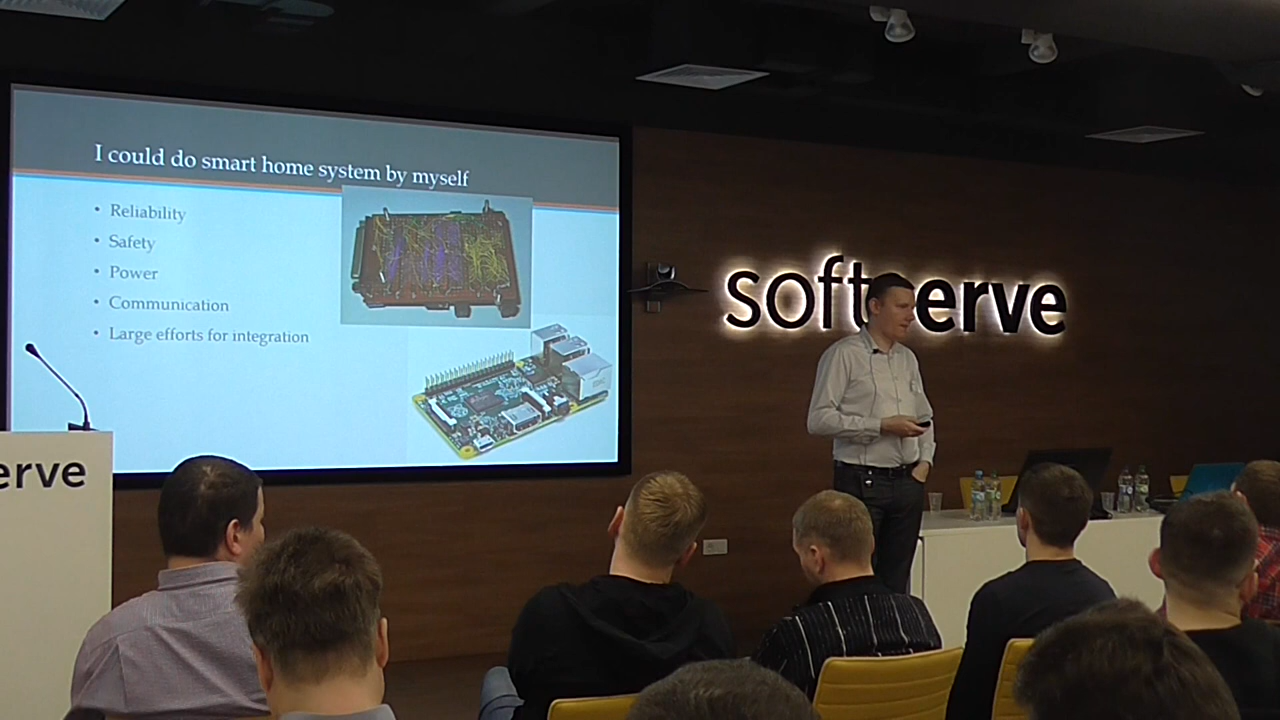 I could do smart home system by myself
• Reliability
• Safety
• Power
• Communication
• Large efforts for integration
softserve
erve